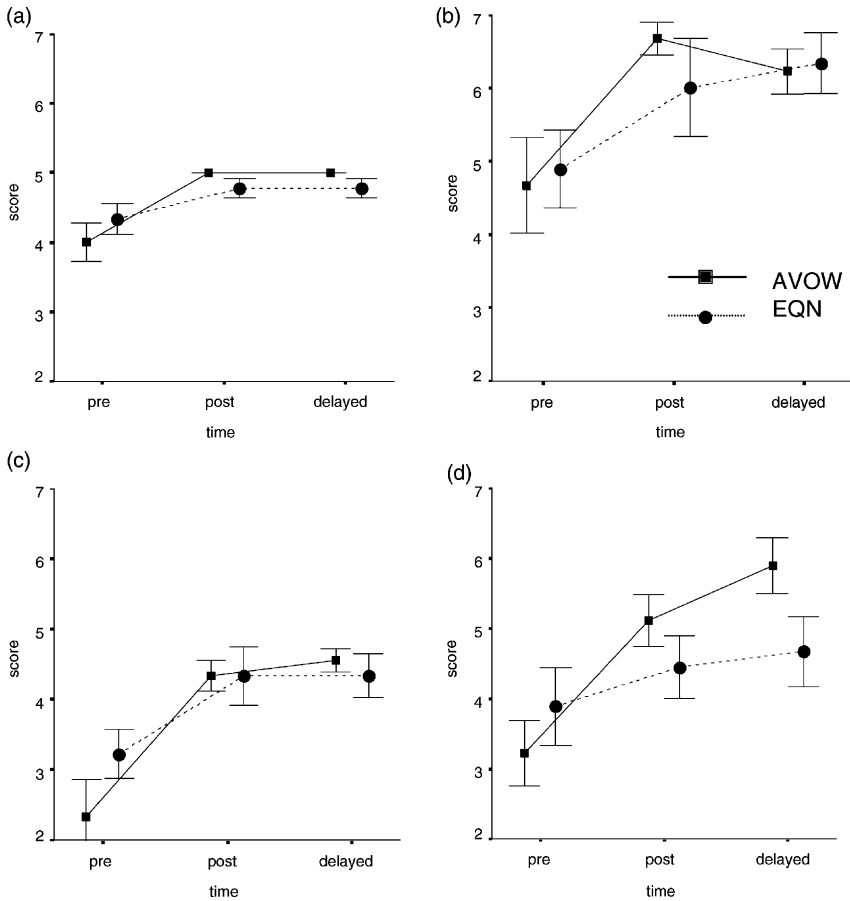 (a)
7
6
5
4
3
2
score
pre
post
delayed
time
(b)
7
6
5
4
3
2
score
AVOW
EQN
pre
post
delayed
time
(c)
7
6
5
4
3
2
score
pre
post
delayed
time
(d)
7
6
5
4
3
2
score
pre
post
delayed
time